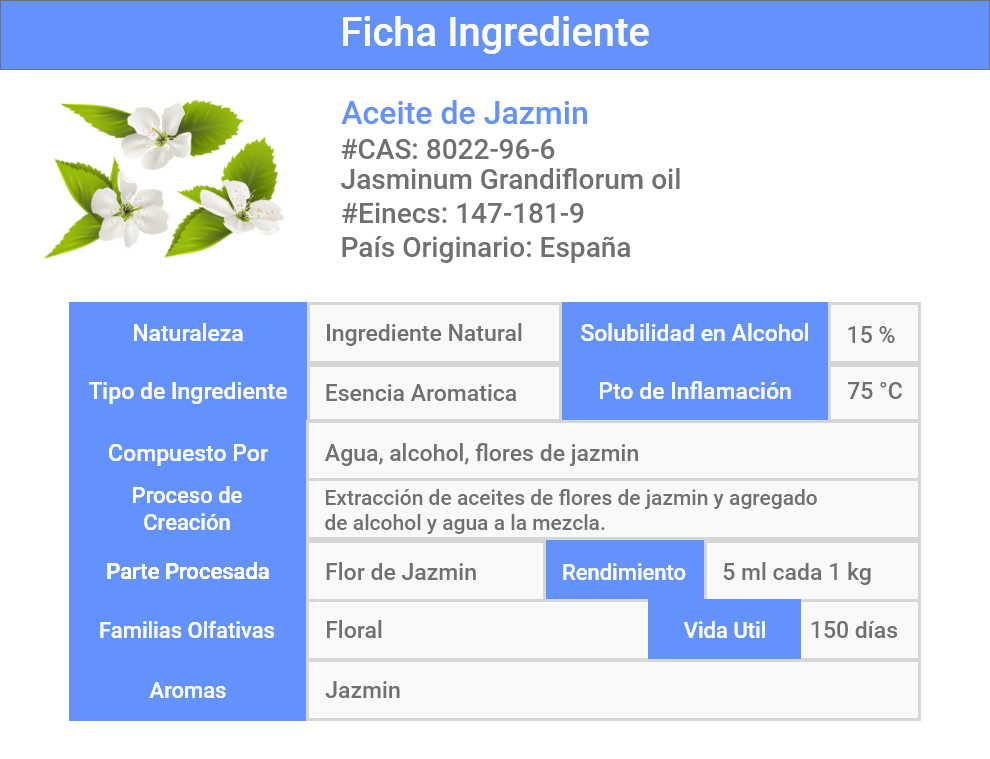 Ficha Ingrediente
Aceite de Jazmin
#CAS: 8022-96-6
Jasminum Grandiflorum oil
#Einecs: 147-181-9
País Originario: España
Naturaleza
Ingrediente Natural
Solubilidad en Alcohol
15 %
Tipo de Ingrediente
Esencia Aromatica
Pto de Inflamación
75 °C
Compuesto Por
Agua, alcohol, flores de jazmin
Proceso de
Creación
Extracción de aceites de flores de jazmin y agregado
de alcohol y agua a la mezcla.
Parte Procesada
Flor de Jazmin
Rendimiento
5 ml cada 1 kg
Familias Olfativas
Floral
Vida Util
150 días
Aromas
Jazmin